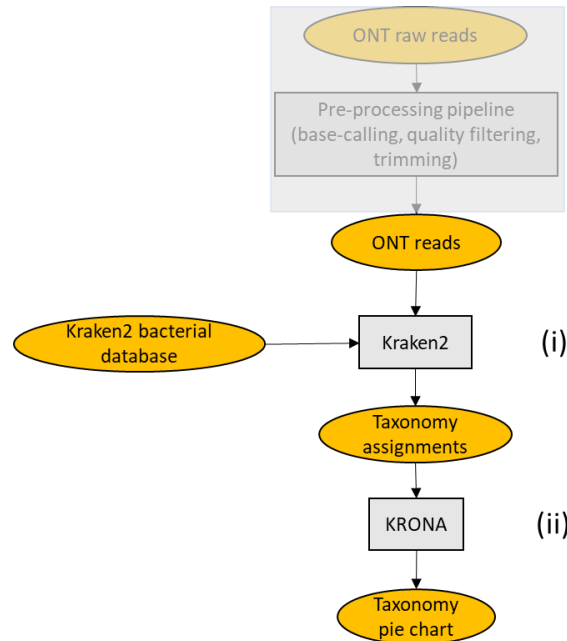 ONT raw reads
Pre-processing pipeline
(base-calling, quality filtering,
trimming)
ONT reads
Kraken2 bacterial
database
Kraken2
(i)
Taxonomy
assignments
KRONA
(ii)
Taxonomy
pie chart